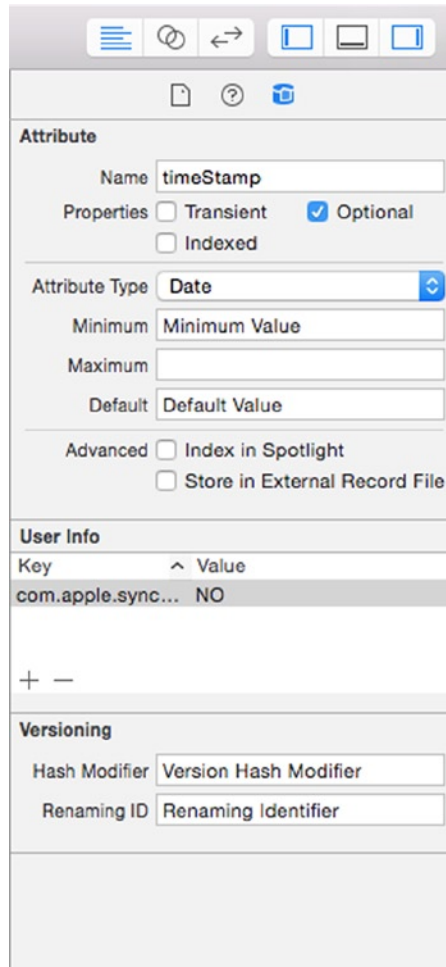 Attribute
Name timeStamp
Properties Transient Optional
Indexed
Attribute Type Date
Minimum Minimum Value
Maximum
Default Default Value
Advanced Index in Spotlight
Store in External Record File
User Info
Key Value
com.apple.sync... NO
Versioning
Hash Modifier Version Hash Modifier
Renaming ID Renaming Identifier